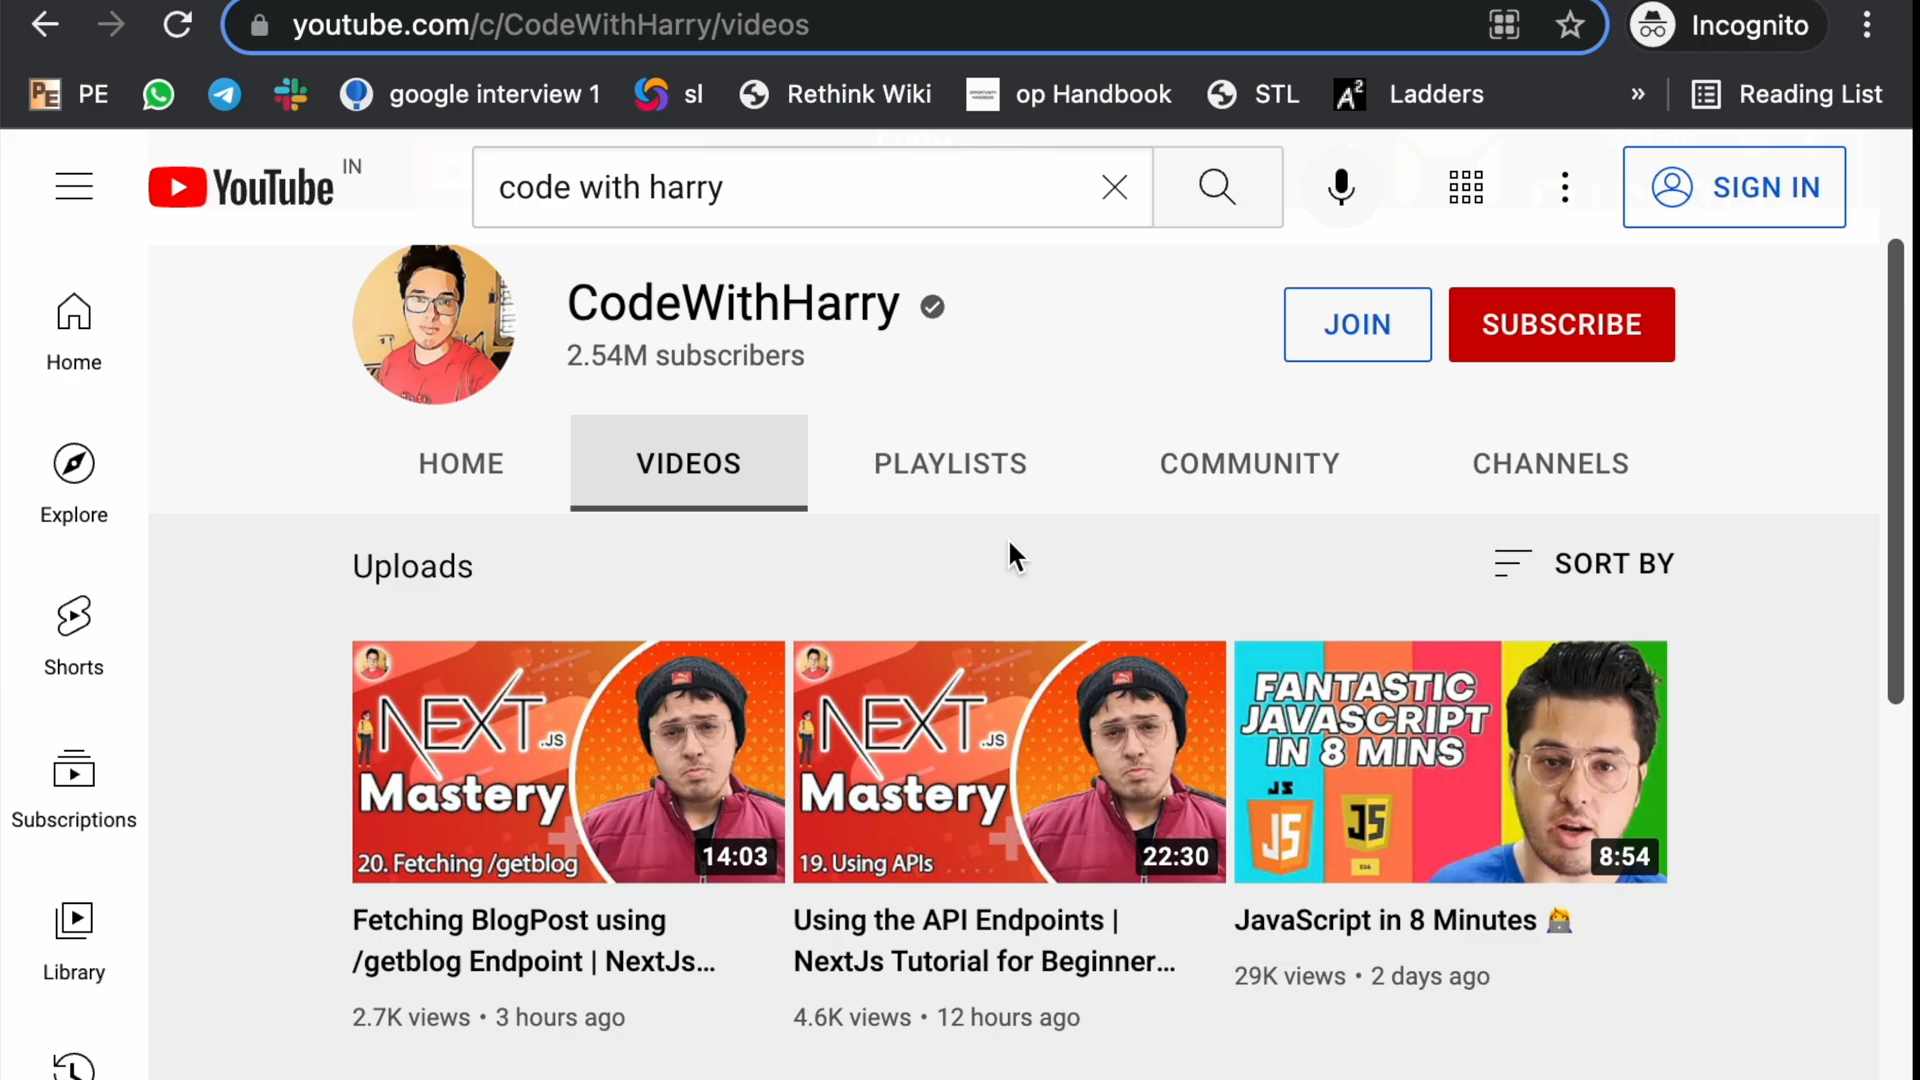 youtube.com/c/CodeWithHarry/videos
Incognito
PE PE
google interview 1
sl
Rethink Wiki
op Handbook
STL
A² Ladders
»
Reading List
YouTube IN
code with harry
SIGN IN
Home
Explore
Shorts
Subscriptions
Library
CodeWithHarry
2.54M subscribers
JOIN
SUBSCRIBE
HOME
VIDEOS
PLAYLISTS
COMMUNITY
CHANNELS
Uploads
SORT BY
NEXT.JS
Mastery
20. Fetching /getblog
14:03
Fetching BlogPost using
/getblog Endpoint | NextJs...
2.7K views • 3 hours ago
NEXT.JS
Mastery
19. Using APIs
22:30
Using the API Endpoints |
NextJs Tutorial for Beginner...
4.6K views • 12 hours ago
FANTASTIC
JAVASCRIPT
IN 8 MINS
JS
JS
JS
ES6
8:54
JavaScript in 8 Minutes 🧑‍💻
29K views • 2 days ago